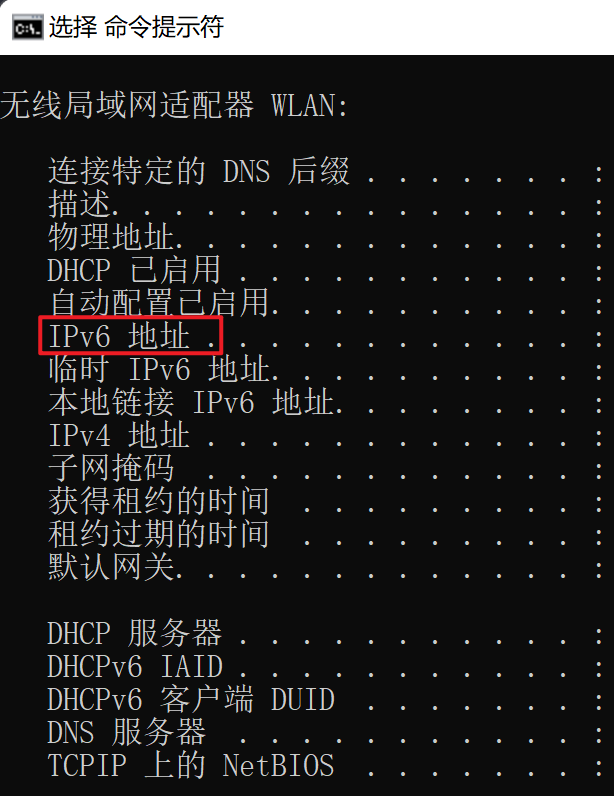 选择 命令提示符
无线局域网适配器 WLAN:
连接特定的 DNS 后缀 . . . . . . . :
描述. . . . . . . . . . . . . . . :
物理地址. . . . . . . . . . . . . :
DHCP 已启用 . . . . . . . . . . . :
自动配置已启用. . . . . . . . . . :
IPv6 地址 . . . . . . . . . . . . :
临时 IPv6 地址. . . . . . . . . . :
本地链接 IPv6 地址. . . . . . . . :
IPv4 地址 . . . . . . . . . . . . :
子网掩码  . . . . . . . . . . . . :
获得租约的时间  . . . . . . . . . :
租约过期的时间  . . . . . . . . . :
默认网关. . . . . . . . . . . . . :
DHCP 服务器 . . . . . . . . . . . :
DHCPv6 IAID . . . . . . . . . . . :
DHCPv6 客户端 DUID  . . . . . . . :
DNS 服务器  . . . . . . . . . . . :
TCPIP 上的 NetBIOS  . . . . . . . :